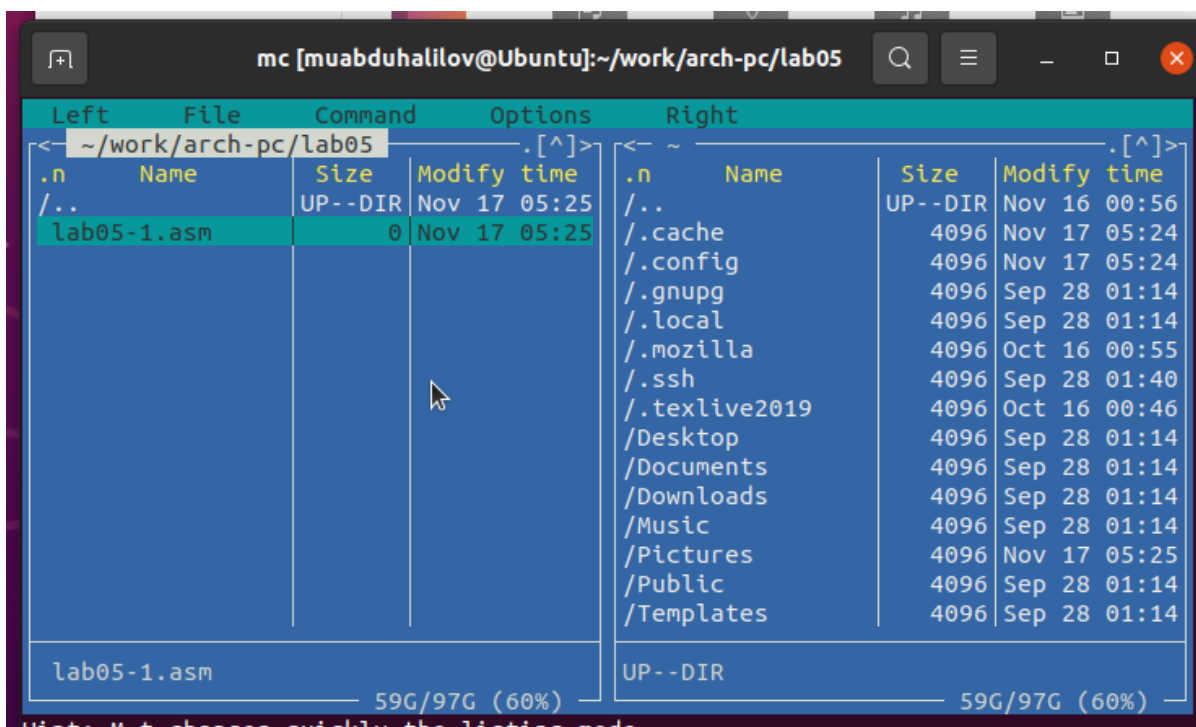 mc [muabduhalilov@Ubuntu]:~/work/arch-pc/lab05
Left File Command Options Right
<─ ~/work/arch-pc/lab05 ─.[^]>
.n Name Size Modify time
/.. UP--DIR Nov 17 05:25
lab05-1.asm 0 Nov 17 05:25
lab05-1.asm
59G/97G (60%)
<─ ~ ─.[^]>
.n Name Size Modify time
/.. UP--DIR Nov 16 00:56
/.cache 4096 Nov 17 05:24
/.config 4096 Nov 17 05:24
/.gnupg 4096 Sep 28 01:14
/.local 4096 Sep 28 01:14
/.mozilla 4096 Oct 16 00:55
/.ssh 4096 Sep 28 01:40
/.texlive2019 4096 Oct 16 00:46
/Desktop 4096 Sep 28 01:14
/Documents 4096 Sep 28 01:14
/Downloads 4096 Sep 28 01:14
/Music 4096 Sep 28 01:14
/Pictures 4096 Nov 17 05:25
/Public 4096 Sep 28 01:14
/Templates 4096 Sep 28 01:14
UP--DIR
59G/97G (60%)